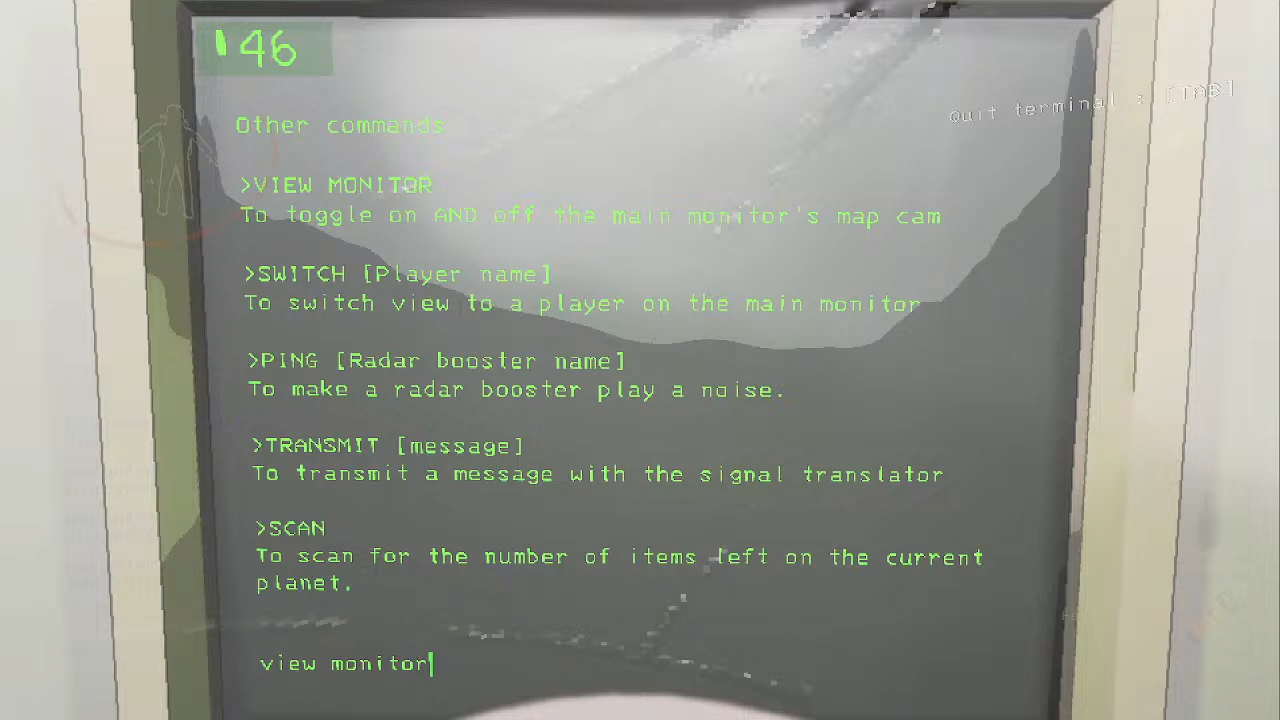 46
Quit terminal : [TAB]
Other commands
>VIEW MONITOR
To toggle on AND off the main monitor's map cam
>SWITCH [Player name]
To switch view to a player on the main monitor
>PING [Radar booster name]
To make a radar booster play a noise.
>TRANSMIT [message]
To transmit a message with the signal translator
>SCAN
To scan for the number of items left on the current
planet.
view monitor